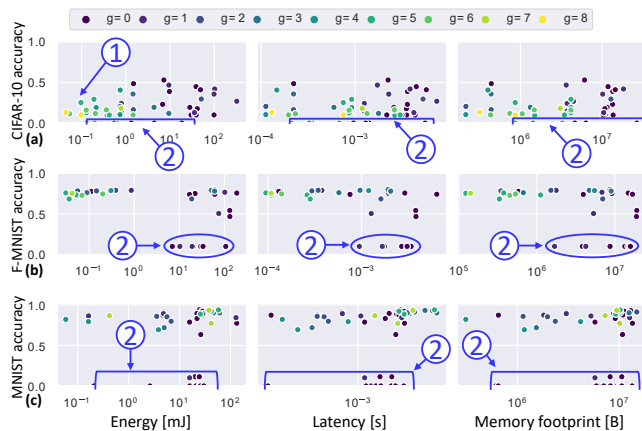 g= 0 g= 1 g= 2 g= 3 g= 4 g= 5 g= 6 g= 7 g= 8
CIFAR-10 accuracy
1.0
0.5
0.0
(a)
1
2
2
2
10⁻¹ 10⁰ 10¹ 10²
10⁻⁴ 10⁻³
10⁶ 10⁷
F-MNIST accuracy
1.0
0.5
0.0
(b)
2
2
2
10⁻¹ 10⁰ 10¹ 10²
10⁻⁴ 10⁻³
10⁵ 10⁶ 10⁷
MNIST accuracy
1.0
0.5
0.0
(c)
2
2
2
10⁻¹ 10⁰ 10¹ 10²
10⁻³
10⁶ 10⁷
Energy [mJ] Latency [s] Memory footprint [B]